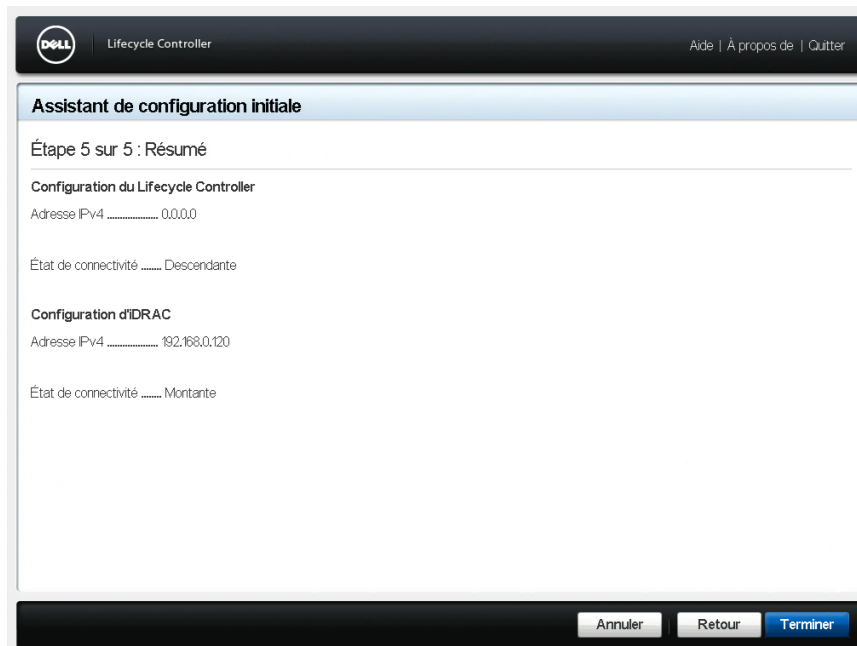 DELL Lifecycle Controller Aide | À propos de | Quitter
Assistant de configuration initiale
Étape 5 sur 5 : Résumé
Configuration du Lifecycle Controller
Adresse IPv4 ................... 0.0.0.0
État de connectivité ........ Descendante
Configuration d'iDRAC
Adresse IPv4 ................... 192.168.0.120
État de connectivité ........ Montante
Annuler Retour Terminer